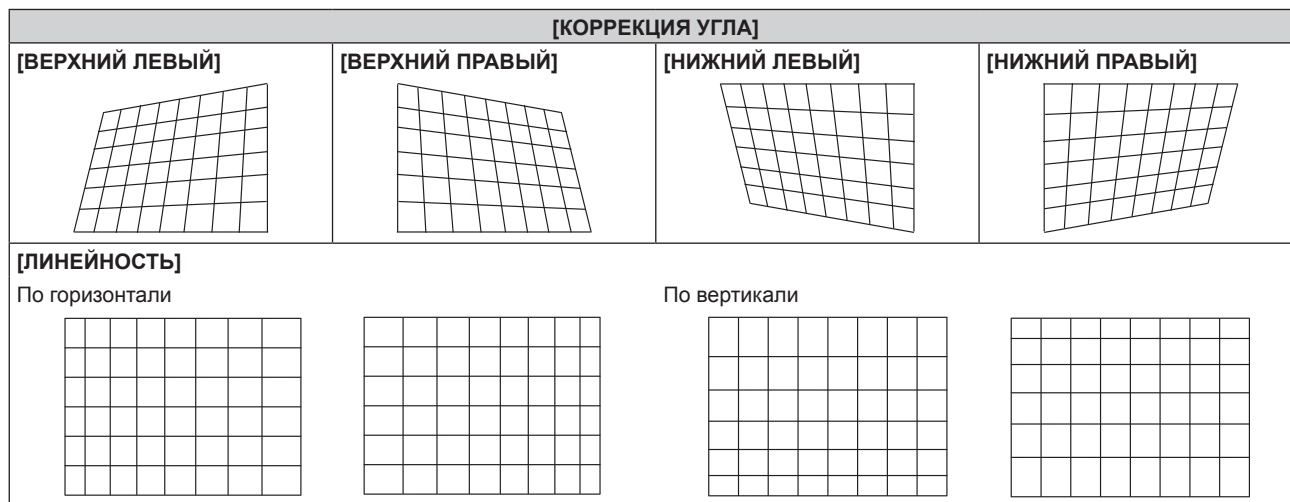 [КОРРЕКЦИЯ УГЛА]
[ВЕРХНИЙ ЛЕВЫЙ]
[ВЕРХНИЙ ПРАВЫЙ]
[НИЖНИЙ ЛЕВЫЙ]
[НИЖНИЙ ПРАВЫЙ]
[ЛИНЕЙНОСТЬ]
По горизонтали
По вертикали